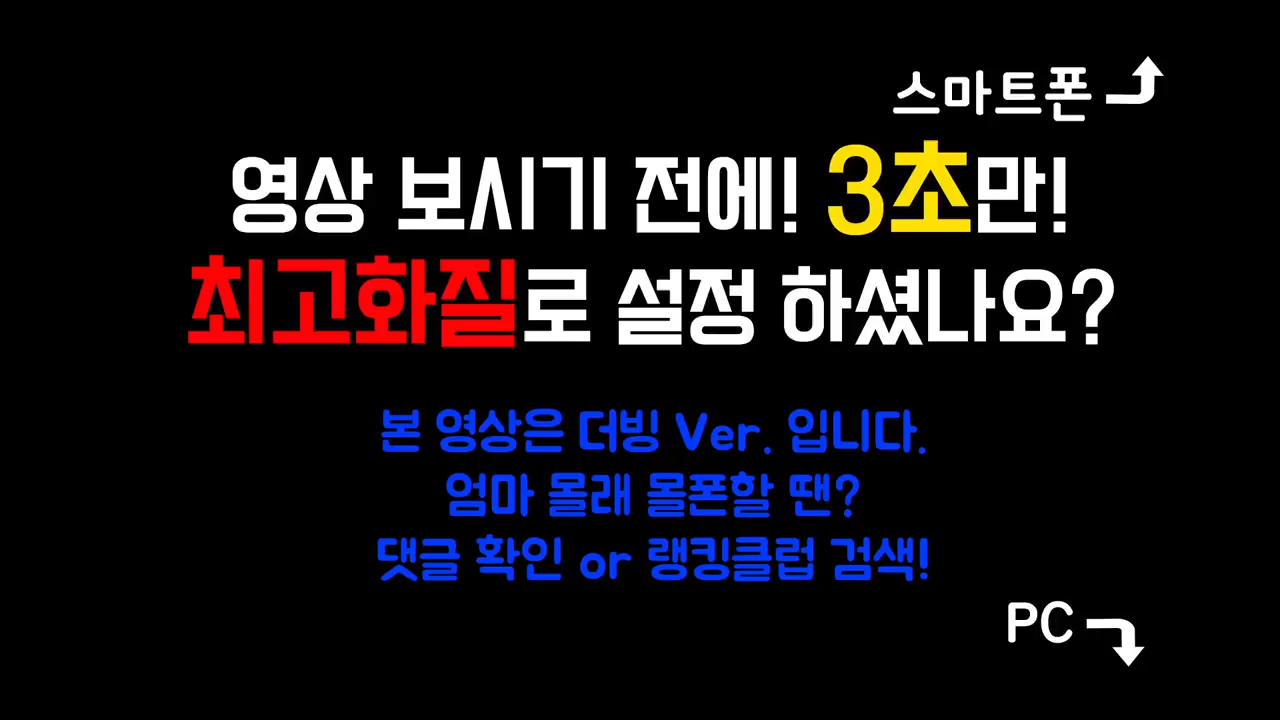 스마트폰
영상 보시기 전에! 3초만!
최고화질로 설정 하셨나요?
본 영상은 더빙 Ver. 입니다.
엄마 몰래 몰폰할 땐?
댓글 확인 or 랭킹클럽 검색!
PC